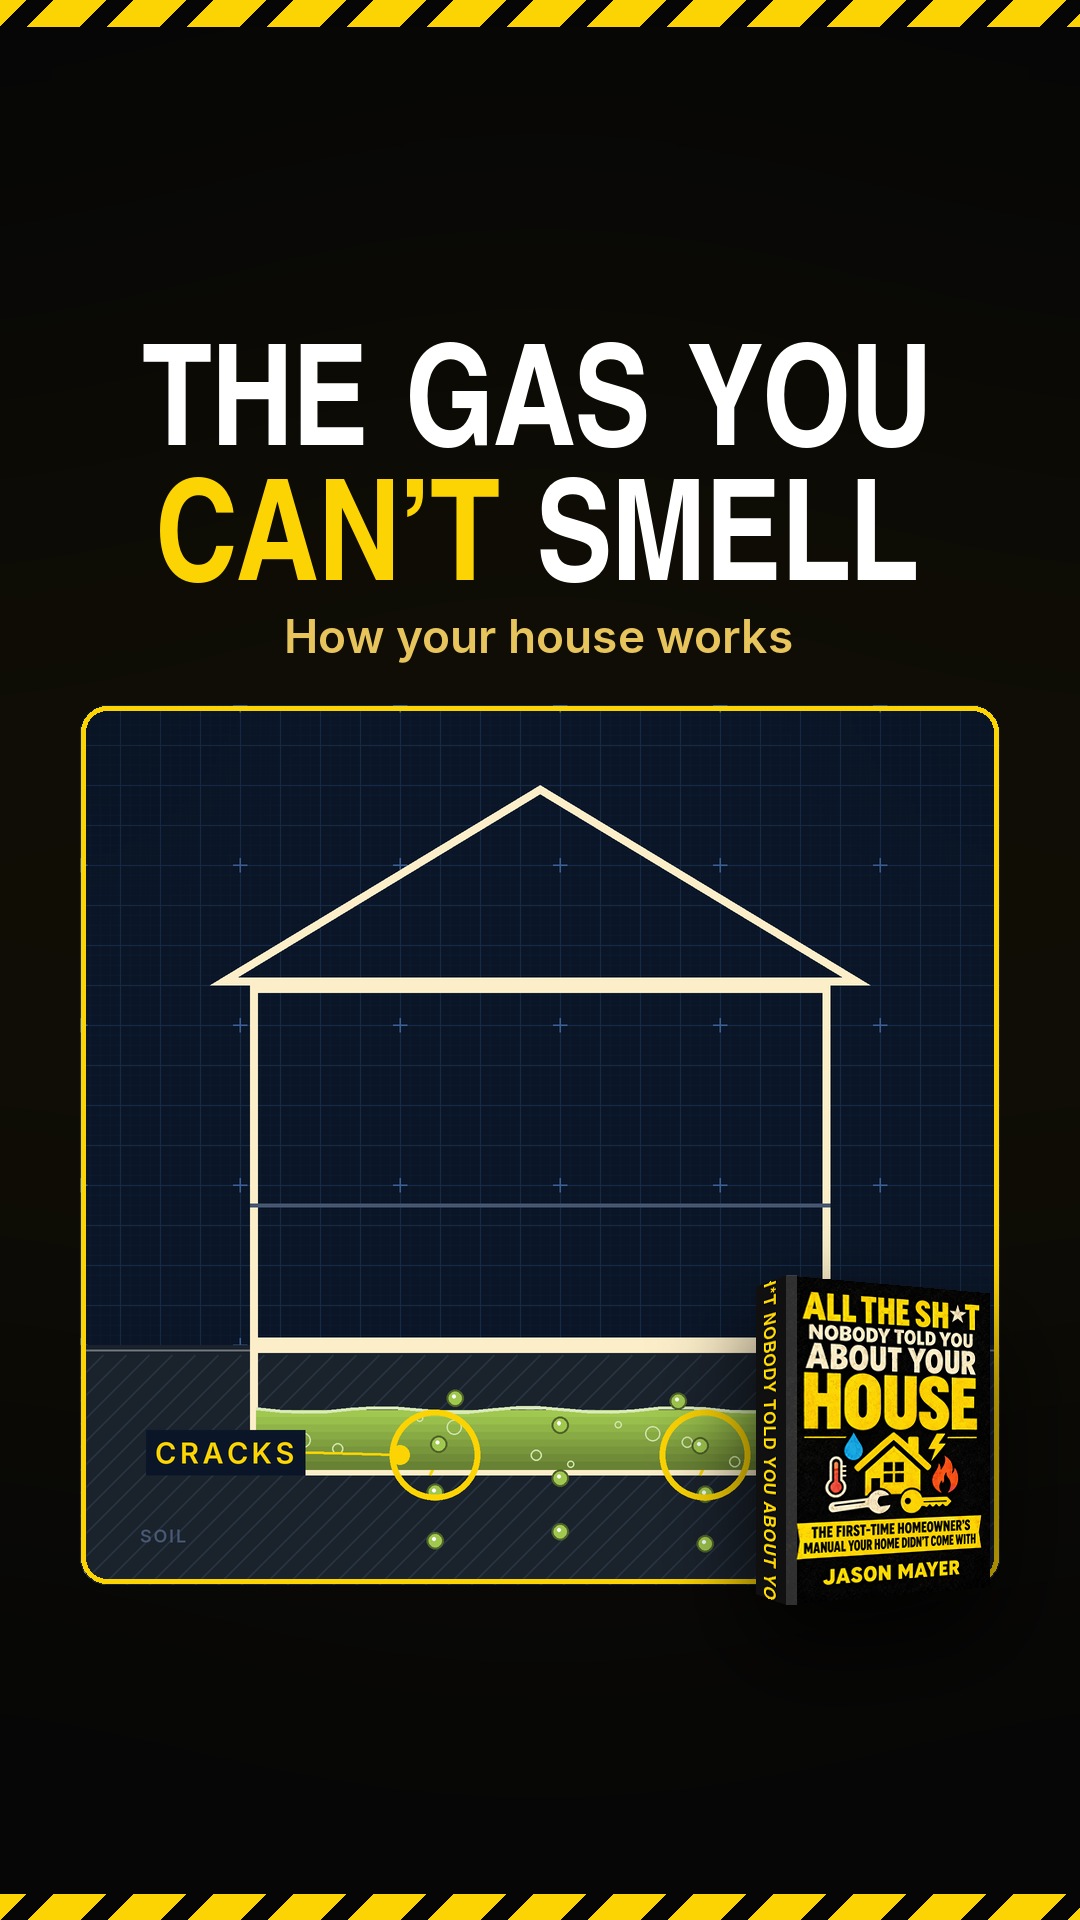 THE GAS YOU
CAN’T SMELL
How your house works
CRACKS
SOIL
ALL THE SH★T
NOBODY TOLD YOU
ABOUT YOUR
HOUSE
THE FIRST-TIME HOMEOWNER'S
MANUAL YOUR HOME DIDN'T COME WITH
JASON MAYER
*T NOBODY TOLD YOU ABOUT YO